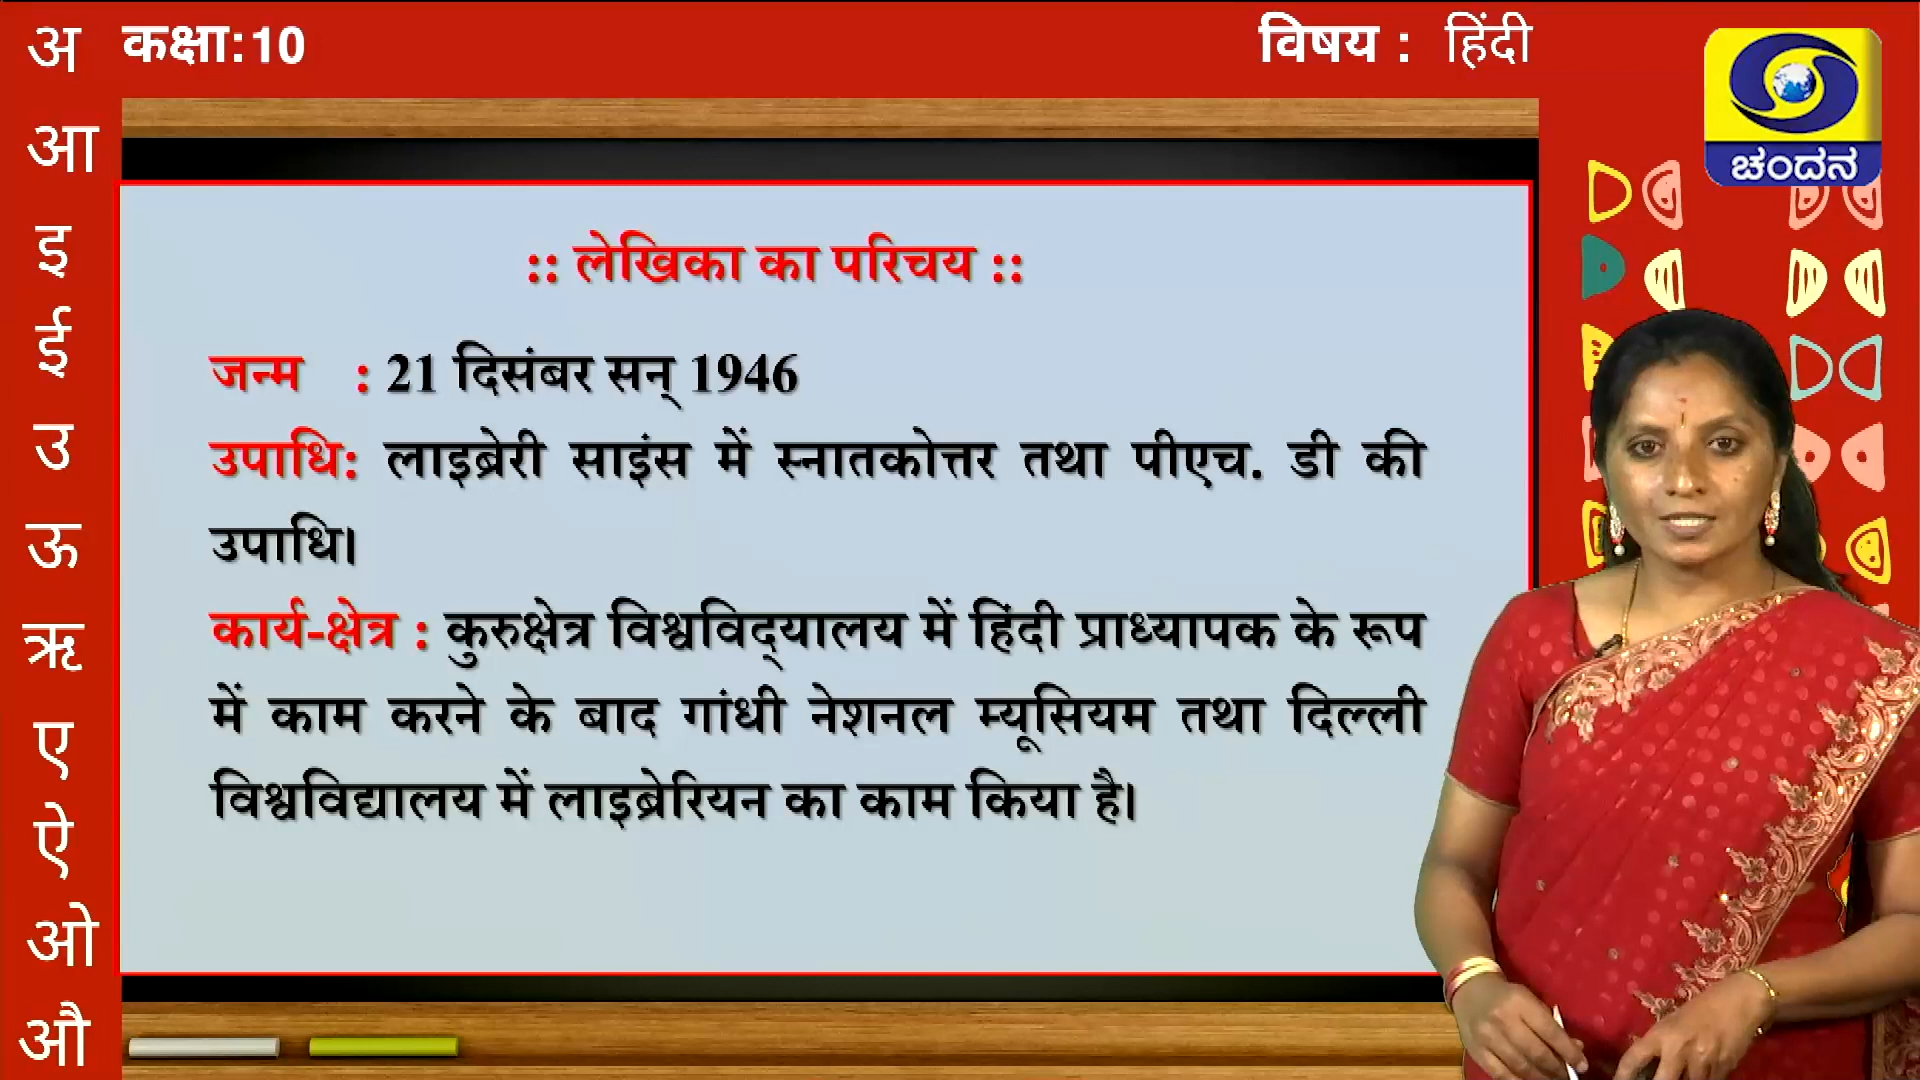 कक्षा:10
विषय : हिंदी
ಚಂದನ
अ
आ
इ
ई
उ
ऊ
ऋ
ए
ऐ
ओ
औ
:: लेखिका का परिचय ::
जन्म : 21 दिसंबर सन् 1946
उपाधि: लाइब्रेरी साइंस में स्नातकोत्तर तथा पीएच. डी की
उपाधि।
कार्य-क्षेत्र : कुरुक्षेत्र विश्वविद्‌यालय में हिंदी प्राध्यापक के रूप
में काम करने के बाद गांधी नेशनल म्यूसियम तथा दिल्ली
विश्वविद्यालय में लाइब्रेरियन का काम किया है।